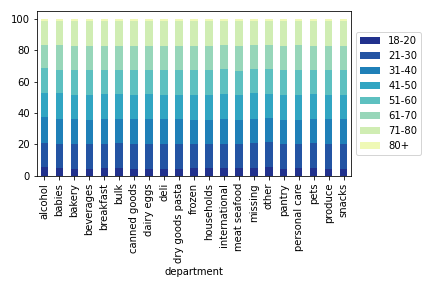 100
80
60
40
20
0
alcohol
babies
bakery
beverages
breakfast
bulk
canned goods
dairy eggs
deli
dry goods pasta
frozen
households
international
meat seafood
missing
other
pantry
personal care
pets
produce
snacks
department
18-20
21-30
31-40
41-50
51-60
61-70
71-80
80+